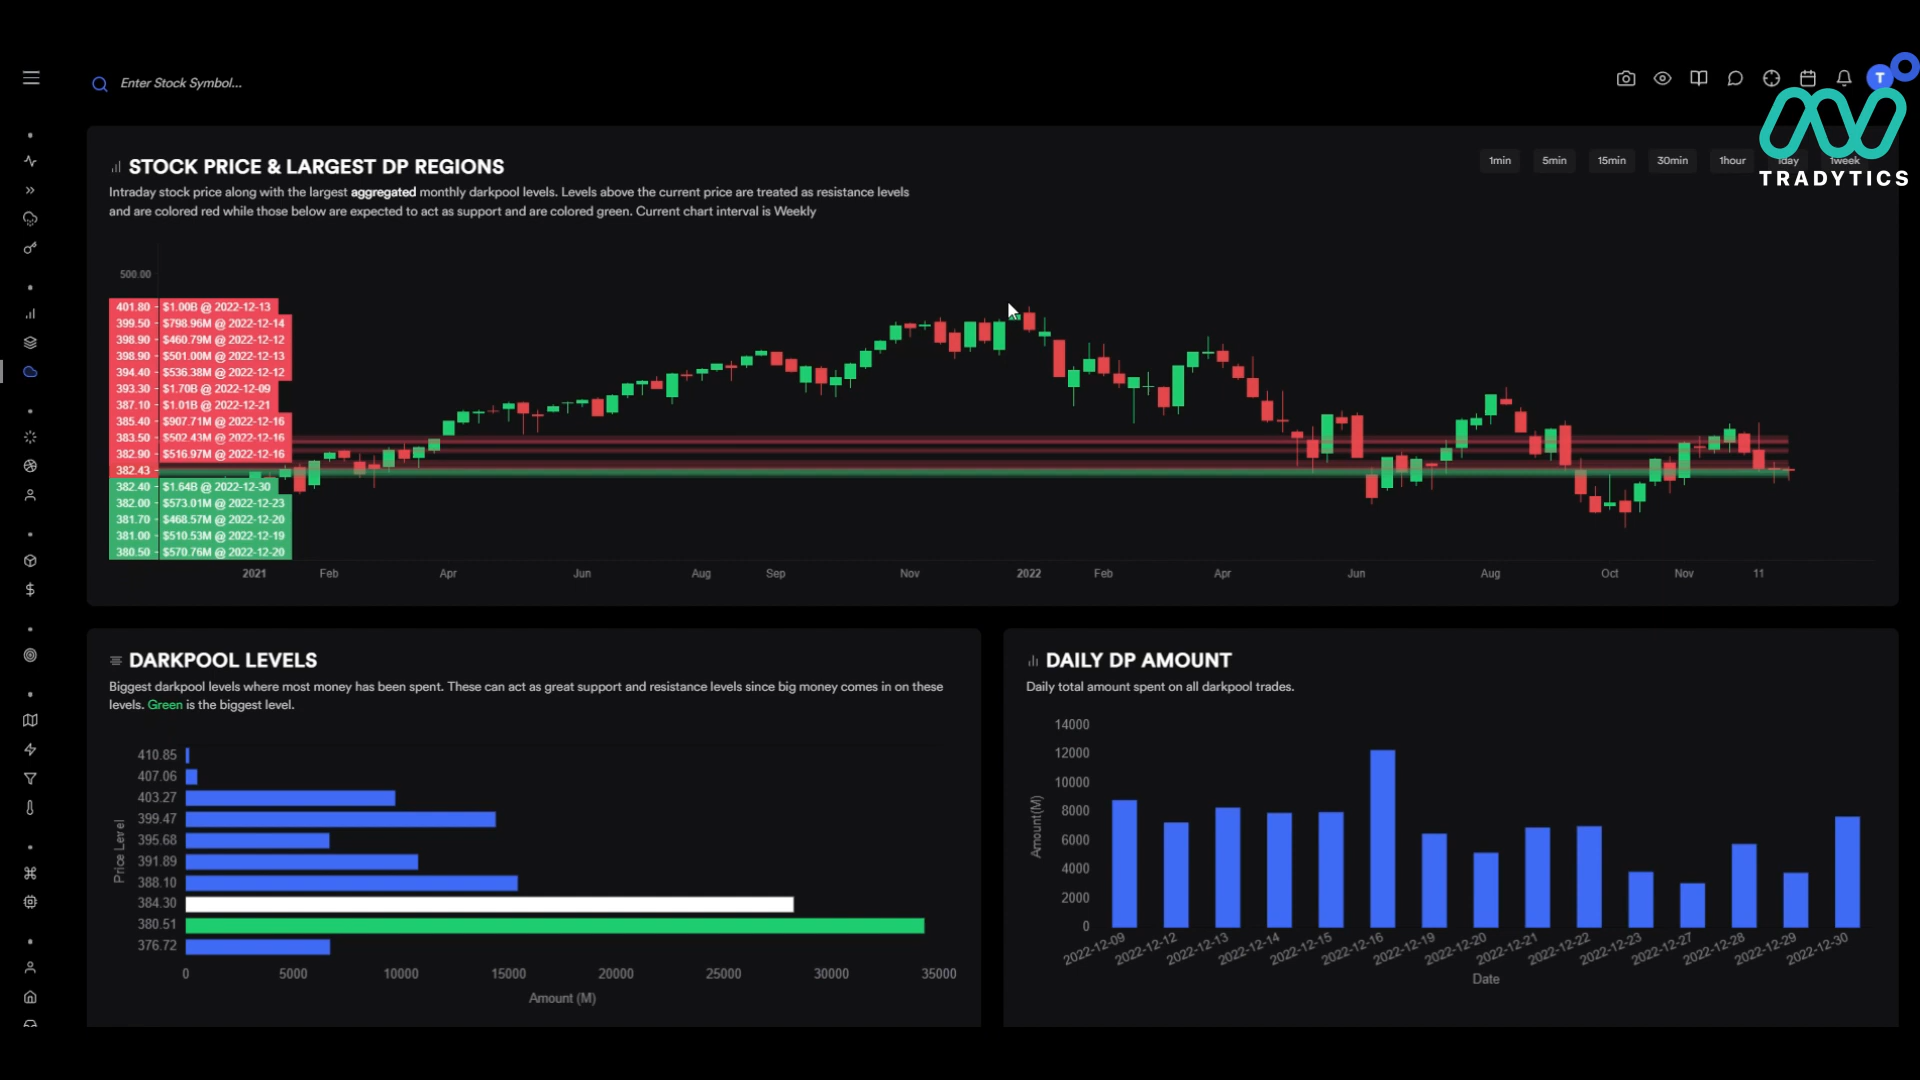 Enter Stock Symbol...
T
TRADYTICS
STOCK PRICE & LARGEST DP REGIONS
1min 5min 15min 30min 1hour 1day 1week
Intraday stock price along with the largest aggregated monthly darkpool levels. Levels above the current price are treated as resistance levels
and are colored red while those below are expected to act as support and are colored green. Current chart interval is Weekly
500.00
401.80 - $1.00B @ 2022-12-13
399.50 - $798.96M @ 2022-12-14
398.90 - $460.79M @ 2022-12-12
398.90 - $501.00M @ 2022-12-13
394.40 - $536.38M @ 2022-12-12
393.30 - $1.70B @ 2022-12-09
387.10 - $1.01B @ 2022-12-21
385.40 - $907.71M @ 2022-12-16
383.50 - $502.43M @ 2022-12-16
382.90 - $516.97M @ 2022-12-16
382.43
382.40 - $1.64B @ 2022-12-30
382.00 - $573.01M @ 2022-12-23
381.70 - $468.57M @ 2022-12-20
381.00 - $510.53M @ 2022-12-19
380.50 - $570.76M @ 2022-12-20
2021 Feb Apr Jun Aug Sep Nov 2022 Feb Apr Jun Aug Oct Nov 11
DARKPOOL LEVELS
Biggest darkpool levels where most money has been spent. These can act as great support and resistance levels since big money comes in on these
levels. Green is the biggest level.
Price Level
410.85
407.06
403.27
399.47
395.68
391.89
388.10
384.30
380.51
376.72
0 5000 10000 15000 20000 25000 30000 35000
Amount (M)
DAILY DP AMOUNT
Daily total amount spent on all darkpool trades.
Amount(M)
14000
12000
10000
8000
6000
4000
2000
0
2022-12-09 2022-12-12 2022-12-13 2022-12-14 2022-12-15 2022-12-16 2022-12-19 2022-12-20 2022-12-21 2022-12-22 2022-12-23 2022-12-27 2022-12-28 2022-12-29 2022-12-30
Date